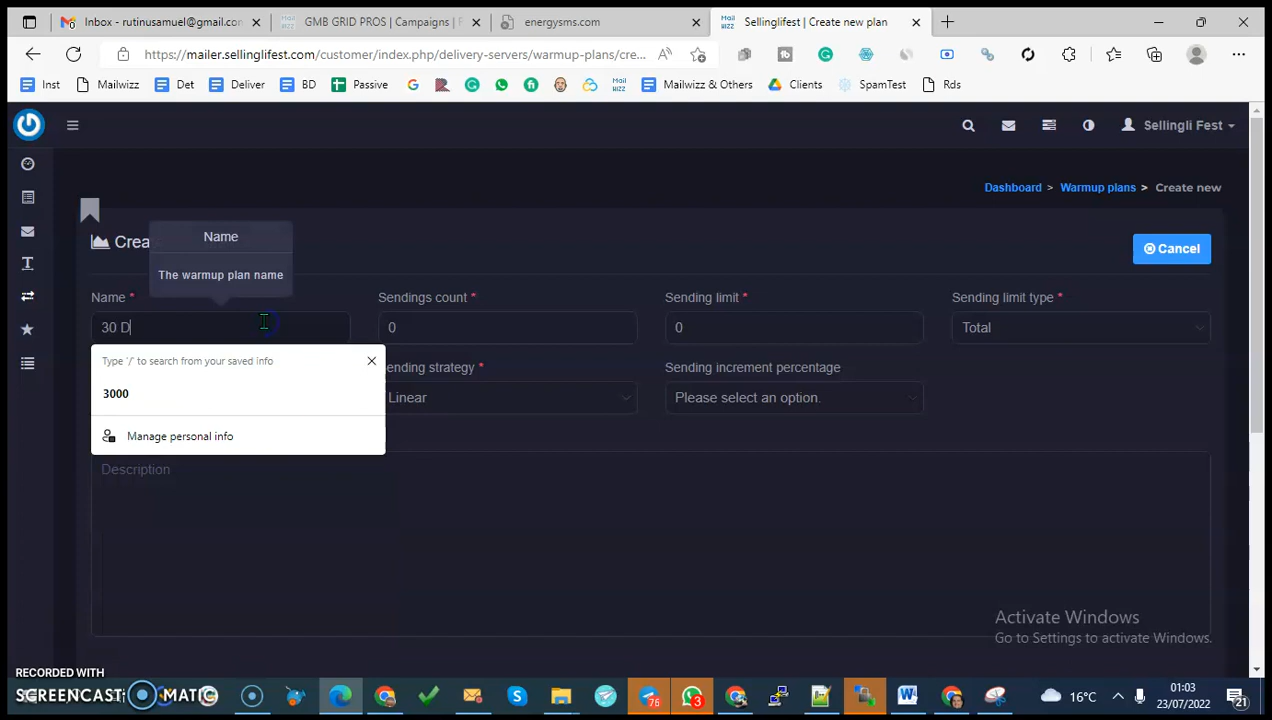 Inbox - rutinusamuel@gmail.con
GMB GRID PROS | Campaigns | F
energysms.com
Sellinglifest | Create new plan
https://mailer.sellinglifest.com/customer/index.php/delivery-servers/warmup-plans/cre...
Inst
Mailwizz
Det
Deliver
BD
Passive
Mailwizz & Others
Clients
SpamTest
Rds
Sellingli Fest
Dashboard > Warmup plans > Create new
Name
Crea
Cancel
The warmup plan name
Name *
Sendings count *
Sending limit *
Sending limit type *
30 D
0
0
Total
Type '/' to search from your saved info
ending strategy *
Sending increment percentage
3000
Linear
Please select an option.
Manage personal info
Description
Activate Windows
Go to Settings to activate Windows.
RECORDED WITH
SCREENCAST MATIC
76
3
16°C
01:03
23/07/2022
21